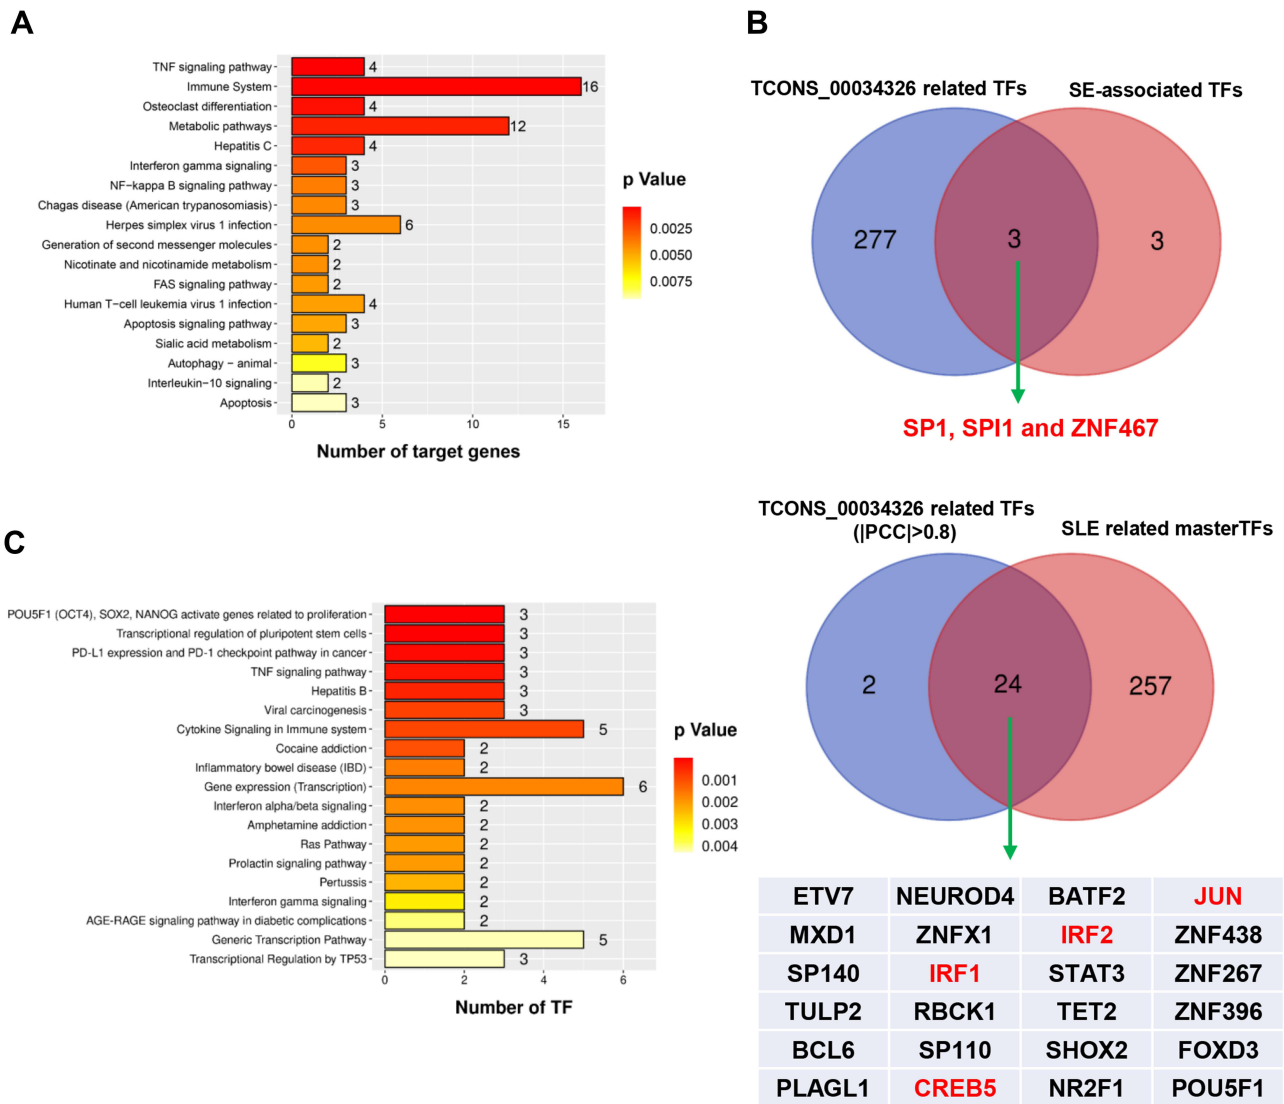 A
TNF signaling pathway 4
Immune System 16
Osteoclast differentiation 4
Metabolic pathways 12
Hepatitis C 4
Interferon gamma signaling 3
NF−kappa B signaling pathway 3
Chagas disease (American trypanosomiasis) 3
Herpes simplex virus 1 infection 6
Generation of second messenger molecules 2
Nicotinate and nicotinamide metabolism 2
FAS signaling pathway 2
Human T−cell leukemia virus 1 infection 4
Apoptosis signaling pathway 3
Sialic acid metabolism 2
Autophagy − animal 3
Interleukin−10 signaling 2
Apoptosis 3
0 5 10 15
Number of target genes
p Value
0.0025
0.0050
0.0075
B
TCONS_00034326 related TFs
SE-associated TFs
277 3 3
SP1, SPI1 and ZNF467
TCONS_00034326 related TFs
(|PCC|>0.8)
SLE related masterTFs
2 24 257
ETV7 NEUROD4 BATF2 JUN
MXD1 ZNFX1 IRF2 ZNF438
SP140 IRF1 STAT3 ZNF267
TULP2 RBCK1 TET2 ZNF396
BCL6 SP110 SHOX2 FOXD3
PLAGL1 CREB5 NR2F1 POU5F1
C
POU5F1 (OCT4), SOX2, NANOG activate genes related to proliferation 3
Transcriptional regulation of pluripotent stem cells 3
PD-L1 expression and PD-1 checkpoint pathway in cancer 3
TNF signaling pathway 3
Hepatitis B 3
Viral carcinogenesis 3
Cytokine Signaling in Immune system 5
Cocaine addiction 2
Inflammatory bowel disease (IBD) 2
Gene expression (Transcription) 6
Interferon alpha/beta signaling 2
Amphetamine addiction 2
Ras Pathway 2
Prolactin signaling pathway 2
Pertussis 2
Interferon gamma signaling 2
AGE-RAGE signaling pathway in diabetic complications 2
Generic Transcription Pathway 5
Transcriptional Regulation by TP53 3
0 2 4 6
Number of TF
p Value
0.001
0.002
0.003
0.004